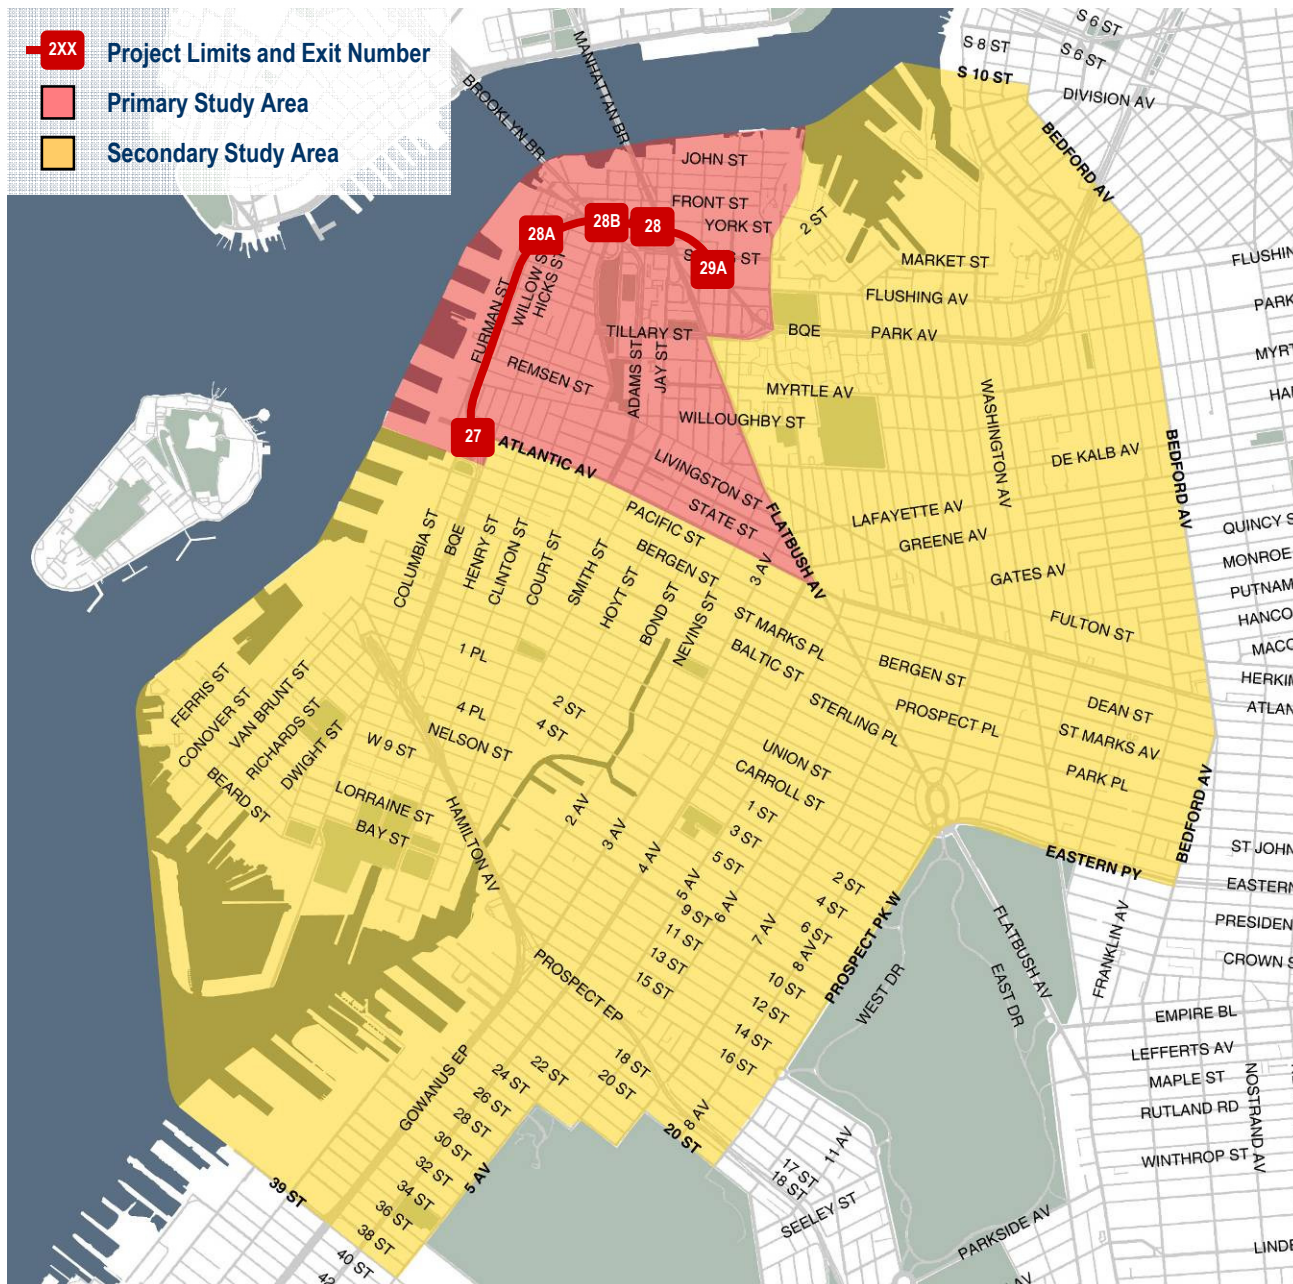 2XX Project Limits and Exit Number
Primary Study Area
Secondary Study Area
MANHATTAN BR
BROOKLYN BR
S 6 ST
S 8 ST
S 6 ST
S 10 ST
DIVISION AV
BEDFORD AV
JOHN ST
FRONT ST
YORK ST
2 ST
28A
28B
28
29A
WILLOW S
HICKS ST
FURMAN ST
MARKET ST
FLUSHING AV
FLUSHIN
PARK
TILLARY ST
BQE
PARK AV
ADAMS ST
JAY ST
REMSEN ST
MYRTLE AV
MYRT
WILLOUGHBY ST
WASHINGTON AV
27
ATLANTIC AV
LIVINGSTON ST
STATE ST
DE KALB AV
BEDFORD AV
PACIFIC ST
BERGEN ST
FLATBUSH AV
3 AV
LAFAYETTE AV
GREENE AV
GATES AV
QUINCY S
MONROE
PUTNAM
HANCO
MACO
FULTON ST
COLUMBIA ST
BQE
HENRY ST
CLINTON ST
COURT ST
SMITH ST
HOYT ST
BOND ST
NEVINS ST
ST MARKS PL
BALTIC ST
BERGEN ST
HERKIM
ATLAN
DEAN ST
ST MARKS AV
PARK PL
PROSPECT PL
STERLING PL
1 PL
4 PL
2 ST
4 ST
NELSON ST
W 9 ST
FERRIS ST
CONOVER ST
VAN BRUNT ST
RICHARDS ST
DWIGHT ST
BEARD ST
LORRAINE ST
BAY ST
HAMILTON AV
UNION ST
CARROLL ST
1 ST
3 ST
5 ST
2 AV
3 AV
4 AV
5 AV
6 AV
7 AV
8 AV
9 ST
11 ST
13 ST
15 ST
2 ST
4 ST
6 ST
10 ST
12 ST
14 ST
16 ST
PROSPECT PK W
BEDFORD AV
EASTERN PY
ST JOHN
EASTERN
PRESIDEN
CROWN S
FRANKLIN AV
FLATBUSH AV
WEST DR
EAST DR
EMPIRE BL
LEFFERTS AV
MAPLE ST
RUTLAND RD
WINTHROP ST
NOSTRAND AV
PROSPECT EP
GOWANUS EP
18 ST
20 ST
22 ST
24 ST
26 ST
28 ST
30 ST
32 ST
34 ST
36 ST
38 ST
5 AV
8 AV
20 ST
39 ST
40 ST
42
17 ST
18 ST
11 AV
SEELEY ST
PARKSIDE AV
LINDE
AV